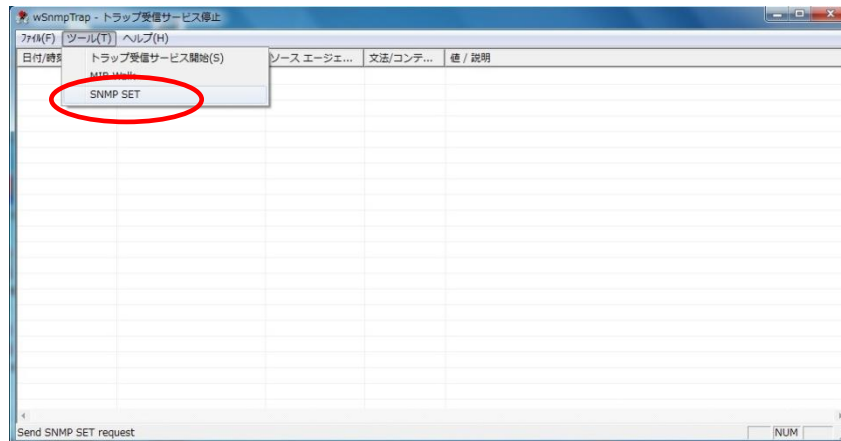 wSnmpTrap - トラップ受信サービス停止
ファイル(F) ツール(T) ヘルプ(H)
日付/時刻 ソース エージェ... 文法/コンテ... 値 / 説明
トラップ受信サービス開始(S)
MIB Walk
SNMP SET
Send SNMP SET request
NUM